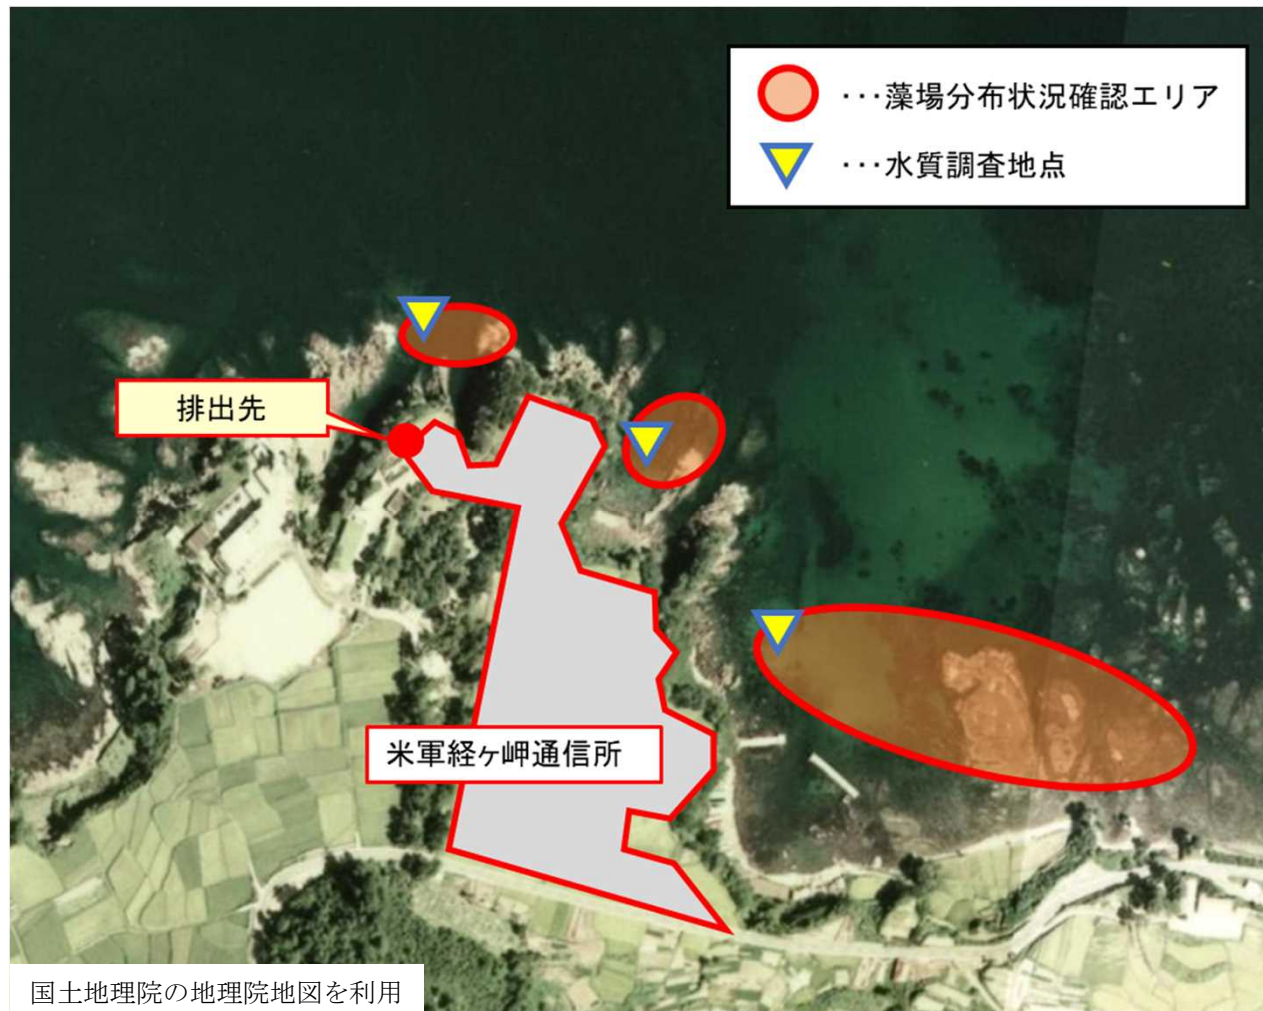 ･･･藻場分布状況確認エリア
･･･水質調査地点
排出先
米軍経ヶ岬通信所
国土地理院の地理院地図を利用